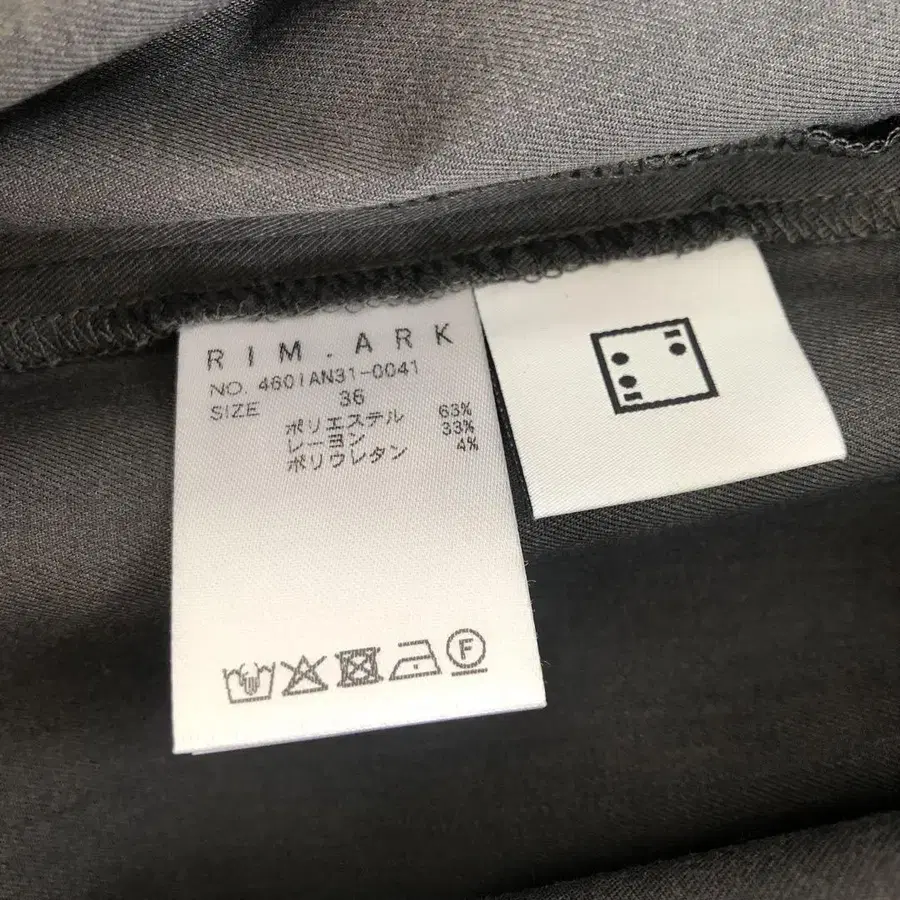 RIM.ARK
NO. 460IAN31-0041
SIZE 36
ポリエステル 63%
レーヨン 33%
ポリウレタン 4%
F